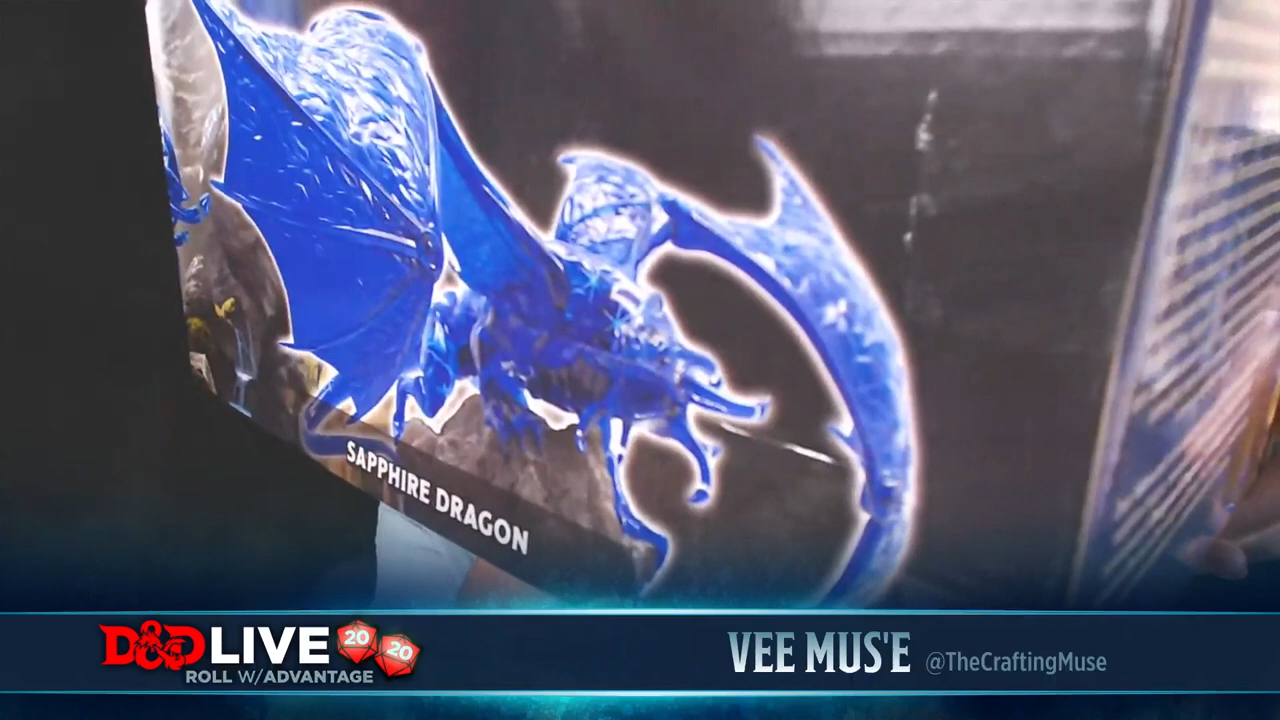 SAPPHIRE DRAGON
D&D LIVE 20 20
ROLL W/ADVANTAGE
VEE MUS'E @TheCraftingMuse